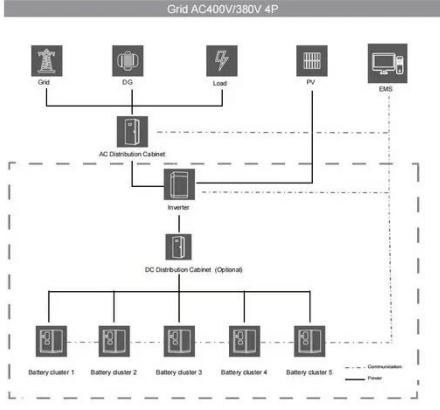 Grid AC400V/380V 4P
Grid
DG
Load
PV
EMS
AC Distribution Cabinet
Inverter
DC Distribution Cabinet (Optional)
Battery cluster 1
Battery cluster 2
Battery cluster 3
Battery cluster 4
Battery cluster 5
Communication
Power